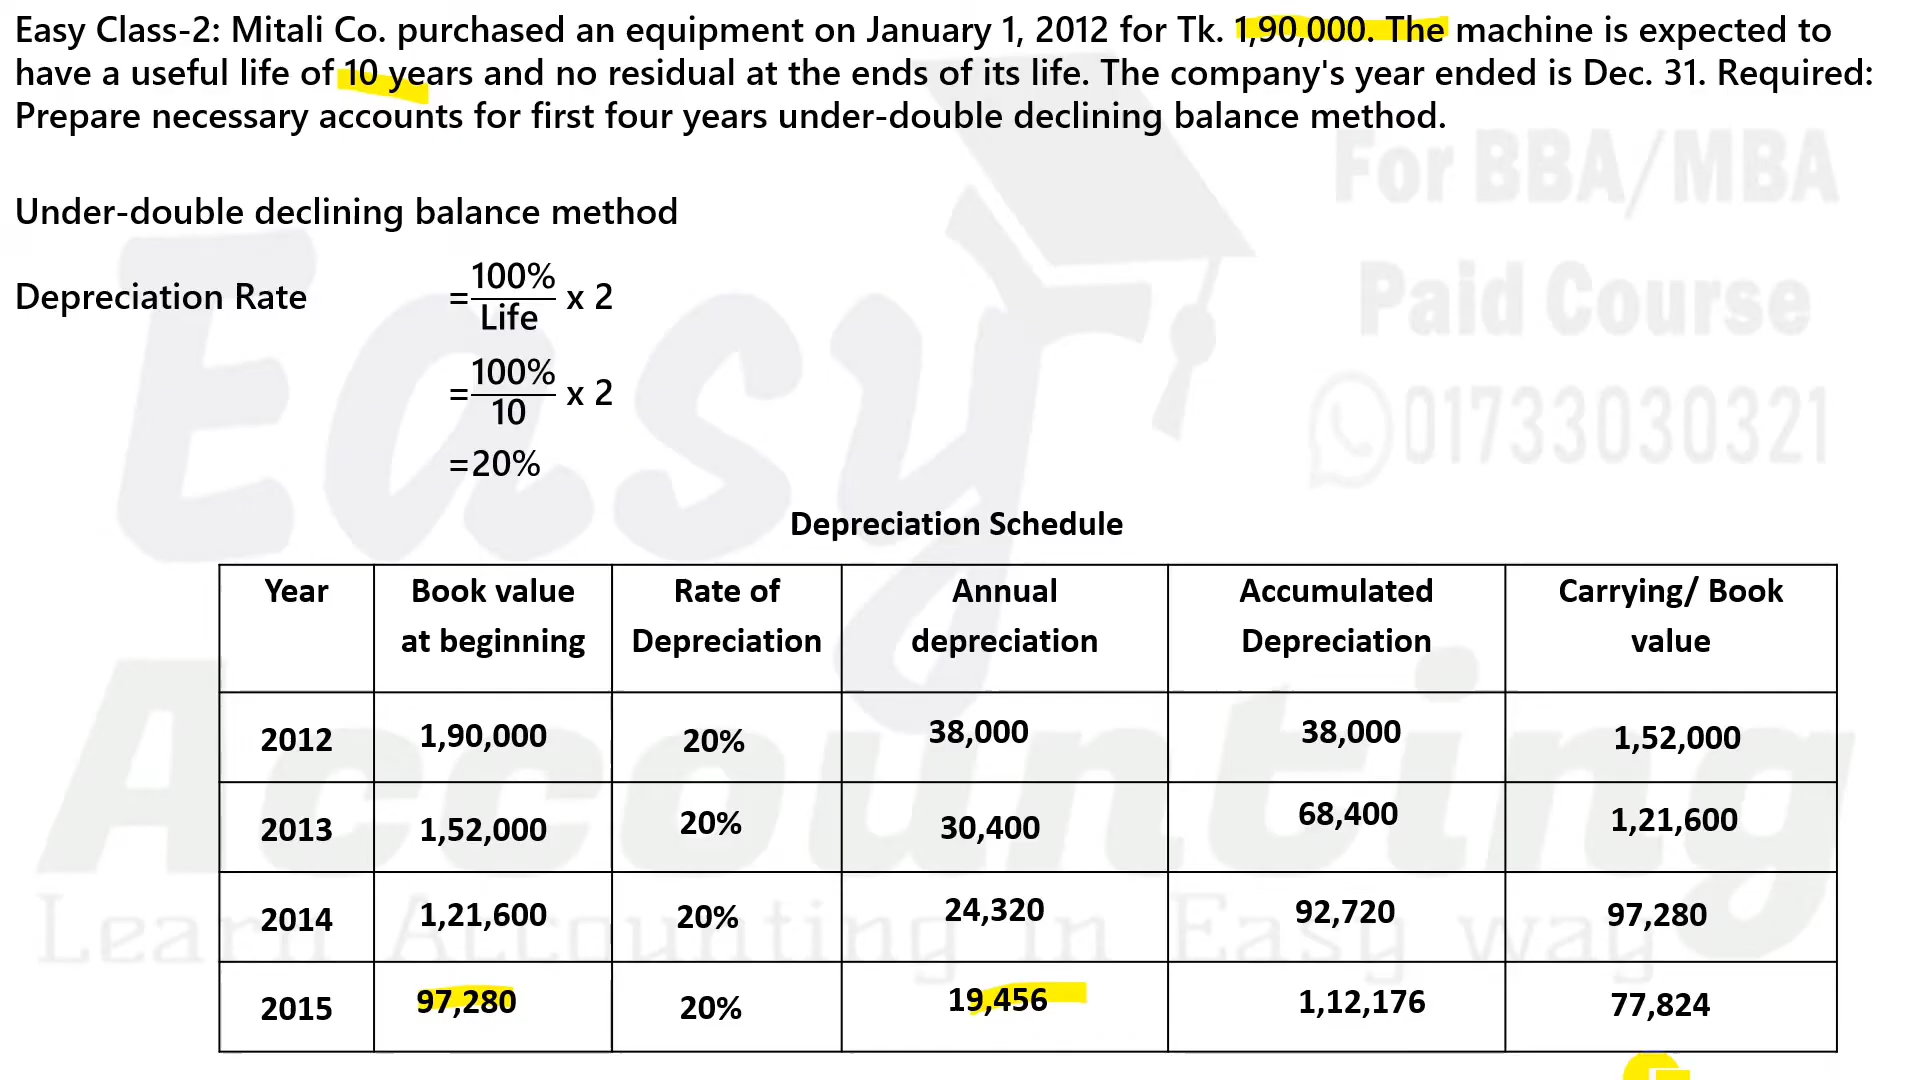 Easy Class-2: Mitali Co. purchased an equipment on January 1, 2012 for Tk. 1,90,000. The machine is expected to
have a useful life of 10 years and no residual at the ends of its life. The company's year ended is Dec. 31. Required:
Prepare necessary accounts for first four years under-double declining balance method.
For BBA/MBA
Under-double declining balance method
Paid Course
Depreciation Rate = 100% / Life x 2
= 100% / 10 x 2
01733030321
=20%
Easy
Depreciation Schedule
Year Book value at beginning Rate of Depreciation Annual depreciation Accumulated Depreciation Carrying/ Book value
2012 1,90,000 20% 38,000 38,000 1,52,000
2013 1,52,000 20% 30,400 68,400 1,21,600
Accounting
2014 1,21,600 20% 24,320 92,720 97,280
Learn Accounting in Easy way
2015 97,280 20% 19,456 1,12,176 77,824